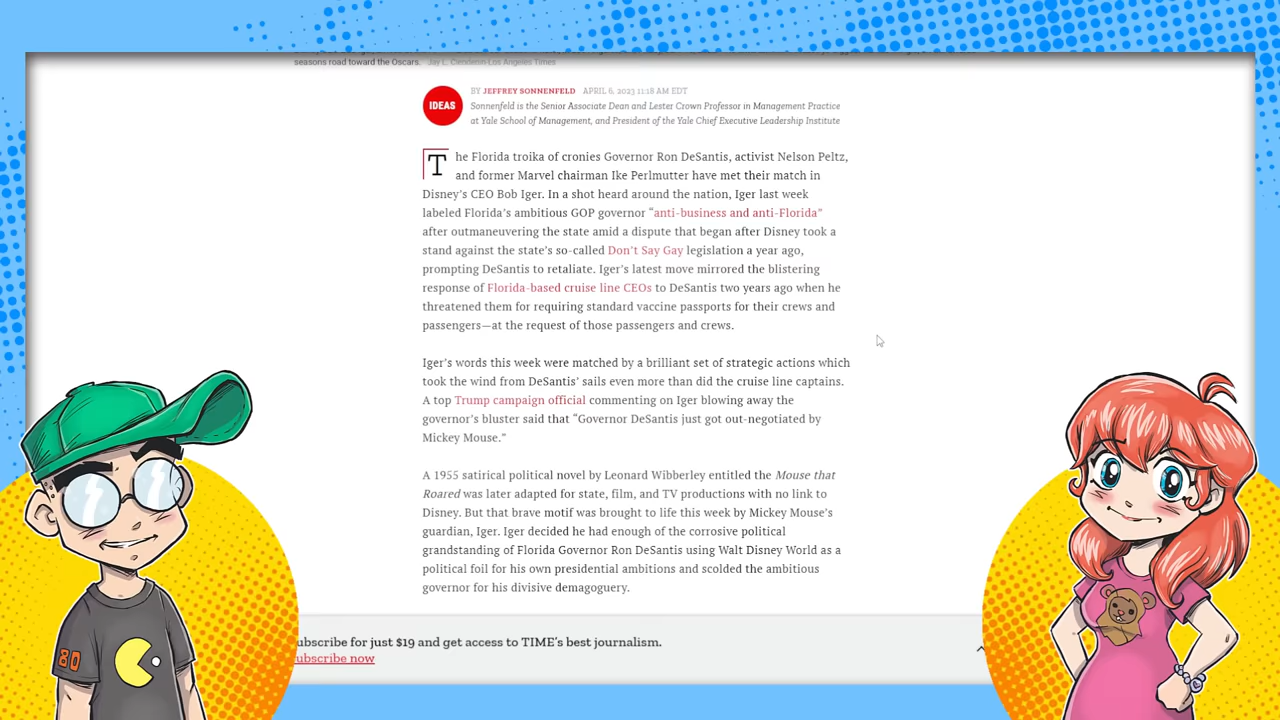 seasons road toward the Oscars. Jay L. Clendenin-Los Angeles Times
IDEAS
BY JEFFREY SONNENFELD APRIL 6, 2023 11:18 AM EDT
Sonnenfeld is the Senior Associate Dean and Lester Crown Professor in Management Practice
at Yale School of Management, and President of the Yale Chief Executive Leadership Institute
The Florida troika of cronies Governor Ron DeSantis, activist Nelson Peltz,
and former Marvel chairman Ike Perlmutter have met their match in
Disney’s CEO Bob Iger. In a shot heard around the nation, Iger last week
labeled Florida’s ambitious GOP governor “anti-business and anti-Florida”
after outmaneuvering the state amid a dispute that began after Disney took a
stand against the state’s so-called Don’t Say Gay legislation a year ago,
prompting DeSantis to retaliate. Iger’s latest move mirrored the blistering
response of Florida-based cruise line CEOs to DeSantis two years ago when he
threatened them for requiring standard vaccine passports for their crews and
passengers—at the request of those passengers and crews.
Iger’s words this week were matched by a brilliant set of strategic actions which
took the wind from DeSantis’ sails even more than did the cruise line captains.
A top Trump campaign official commenting on Iger blowing away the
governor’s bluster said that “Governor DeSantis just got out-negotiated by
Mickey Mouse.”
A 1955 satirical political novel by Leonard Wibberley entitled the Mouse that
Roared was later adapted for state, film, and TV productions with no link to
Disney. But that brave motif was brought to life this week by Mickey Mouse’s
guardian, Iger. Iger decided he had enough of the corrosive political
grandstanding of Florida Governor Ron DeSantis using Walt Disney World as a
political foil for his own presidential ambitions and scolded the ambitious
governor for his divisive demagoguery.
ubscribe for just $19 and get access to TIME’s best journalism.
ubscribe now
80